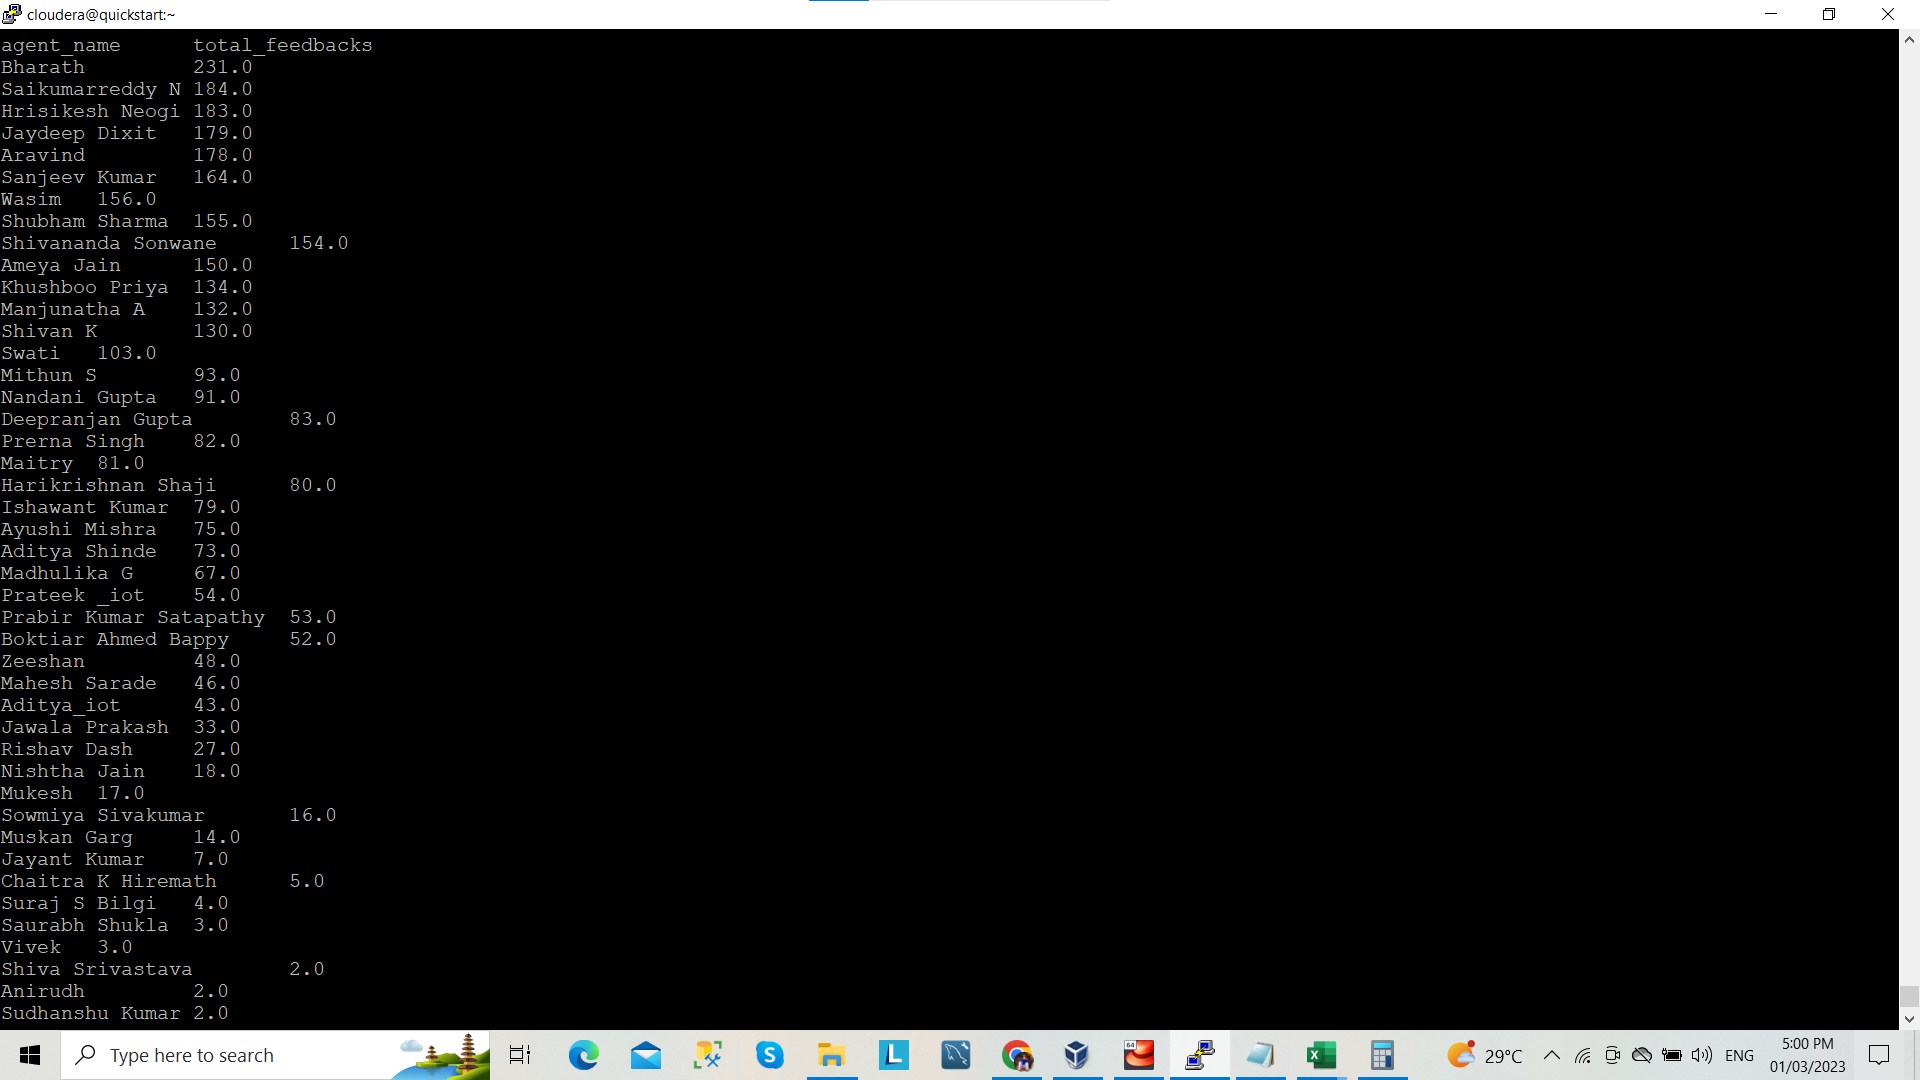 cloudera@quickstart:~
agent_name total_feedbacks
Bharath 231.0
Saikumarreddy N 184.0
Hrisikesh Neogi 183.0
Jaydeep Dixit 179.0
Aravind 178.0
Sanjeev Kumar 164.0
Wasim 156.0
Shubham Sharma 155.0
Shivananda Sonwane 154.0
Ameya Jain 150.0
Khushboo Priya 134.0
Manjunatha A 132.0
Shivan K 130.0
Swati 103.0
Mithun S 93.0
Nandani Gupta 91.0
Deepranjan Gupta 83.0
Prerna Singh 82.0
Maitry 81.0
Harikrishnan Shaji 80.0
Ishawant Kumar 79.0
Ayushi Mishra 75.0
Aditya Shinde 73.0
Madhulika G 67.0
Prateek _iot 54.0
Prabir Kumar Satapathy 53.0
Boktiar Ahmed Bappy 52.0
Zeeshan 48.0
Mahesh Sarade 46.0
Aditya_iot 43.0
Jawala Prakash 33.0
Rishav Dash 27.0
Nishtha Jain 18.0
Mukesh 17.0
Sowmiya Sivakumar 16.0
Muskan Garg 14.0
Jayant Kumar 7.0
Chaitra K Hiremath 5.0
Suraj S Bilgi 4.0
Saurabh Shukla 3.0
Vivek 3.0
Shiva Srivastava 2.0
Anirudh 2.0
Sudhanshu Kumar 2.0
Type here to search
L
64
29°C
ENG
5:00 PM
01/03/2023